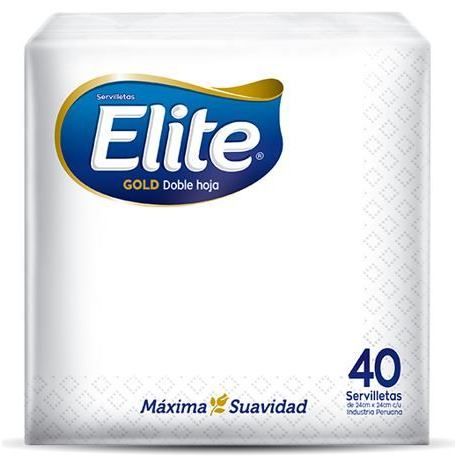 Servilletas
Elite®
GOLD Doble hoja
40
Servilletas
de 24cm x 24cm c/u
Industria Peruana
Máxima Suavidad